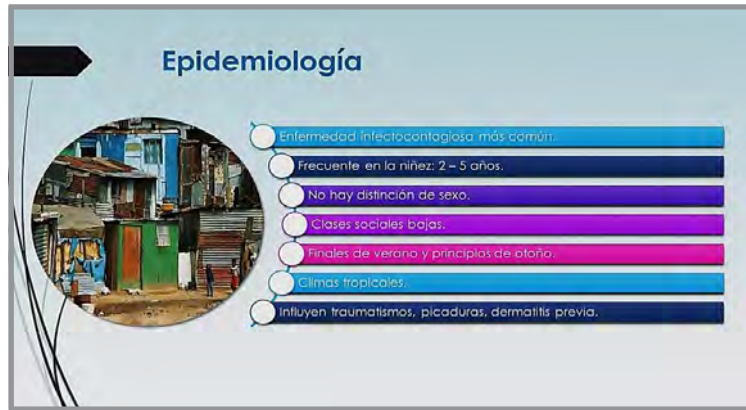 Epidemiología
Enfermedad infectocontagiosa más común.
Frecuente en la niñez: 2 – 5 años.
No hay distinción de sexo.
Clases sociales bajas.
Finales de verano y principios de otoño.
Climas tropicales.
Influyen traumatismos, picaduras, dermatitis previa.